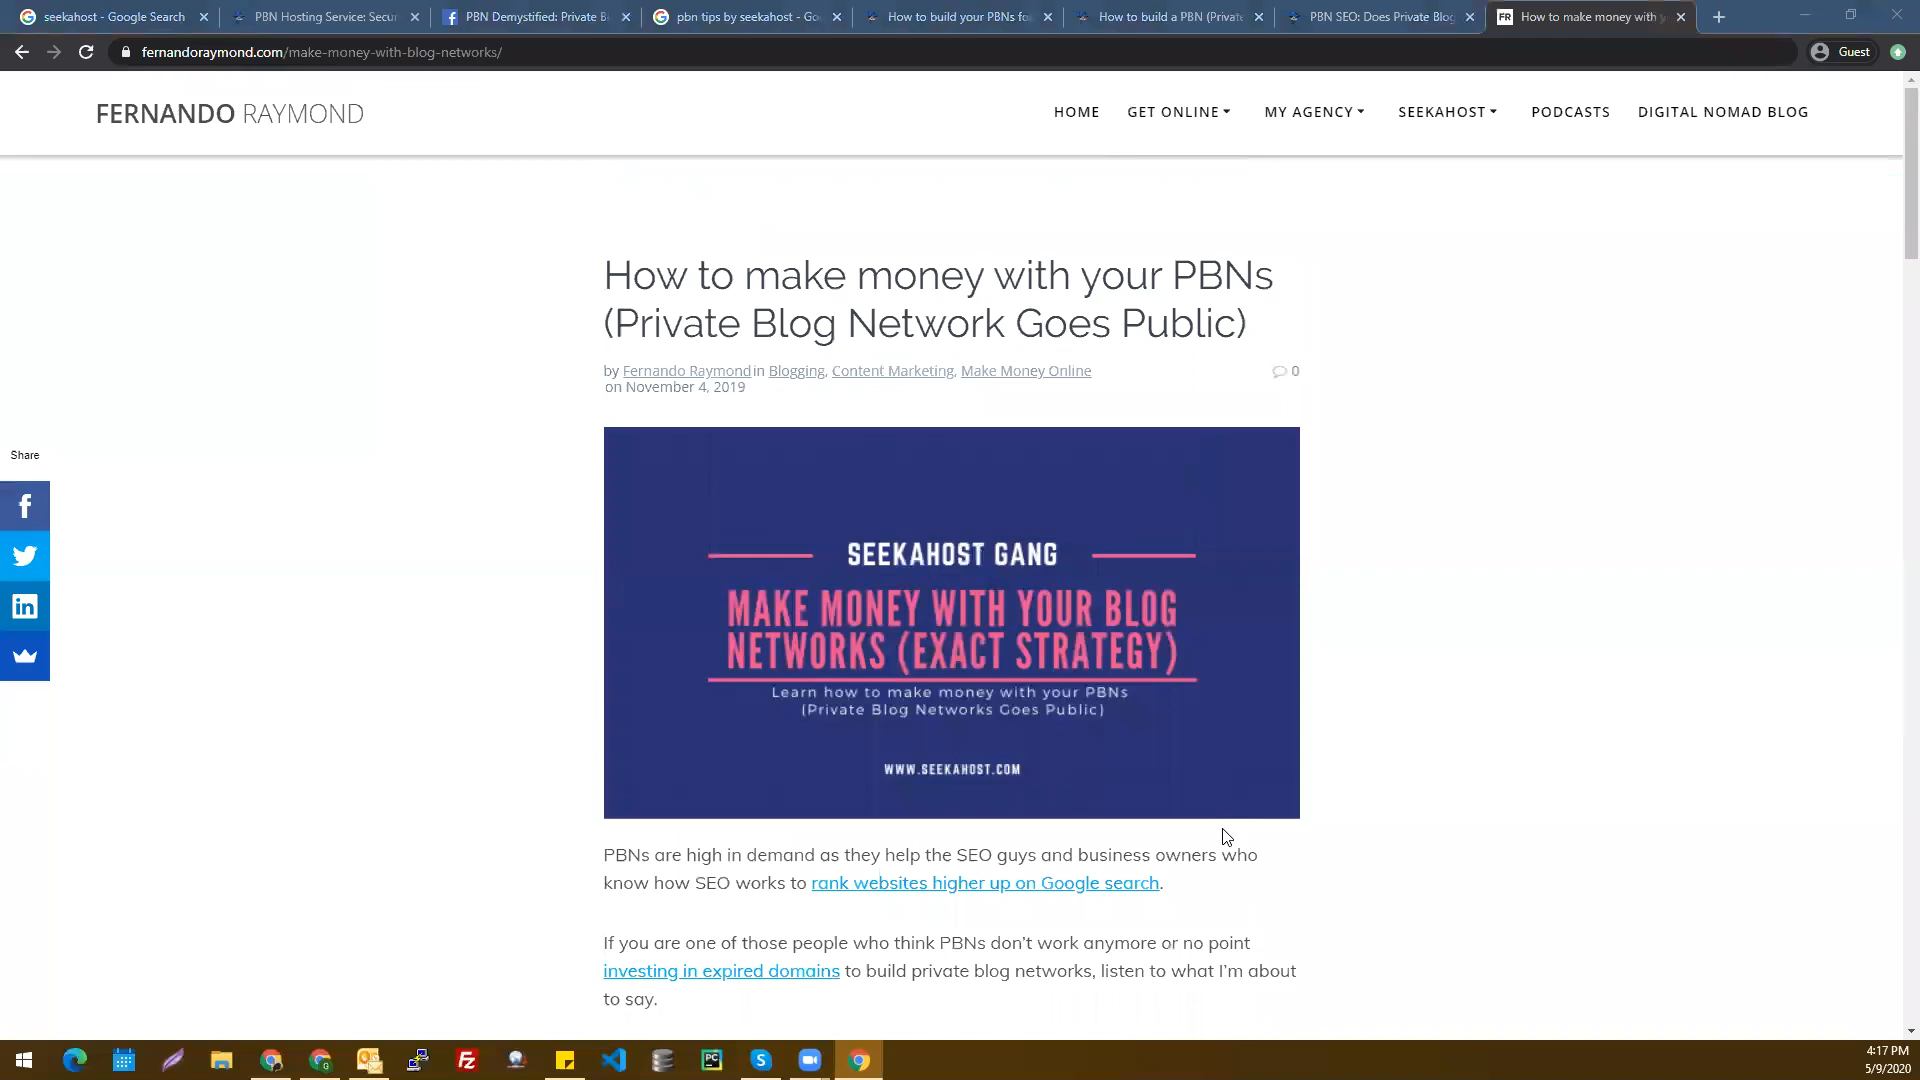 seekahost - Google Search
PBN Hosting Service: Secur
PBN Demystified: Private B
pbn tips by seekahost - Go
How to build your PBNs fo
How to build a PBN (Private
PBN SEO: Does Private Blog
FR
How to make money with y
fernandoraymond.com/make-money-with-blog-networks/
Guest
FERNANDO RAYMOND
HOME
GET ONLINE
MY AGENCY
SEEKAHOST
PODCASTS
DIGITAL NOMAD BLOG
How to make money with your PBNs
(Private Blog Network Goes Public)
by Fernando Raymond in Blogging, Content Marketing, Make Money Online
0
on November 4, 2019
Share
SEEKAHOST GANG
MAKE MONEY WITH YOUR BLOG
NETWORKS (EXACT STRATEGY)
Learn how to make money with your PBNs
(Private Blog Networks Goes Public)
WWW.SEEKAHOST.COM
PBNs are high in demand as they help the SEO guys and business owners who
know how SEO works to rank websites higher up on Google search.
If you are one of those people who think PBNs don’t work anymore or no point
investing in expired domains to build private blog networks, listen to what I’m about
to say.
4:17 PM
5/9/2020